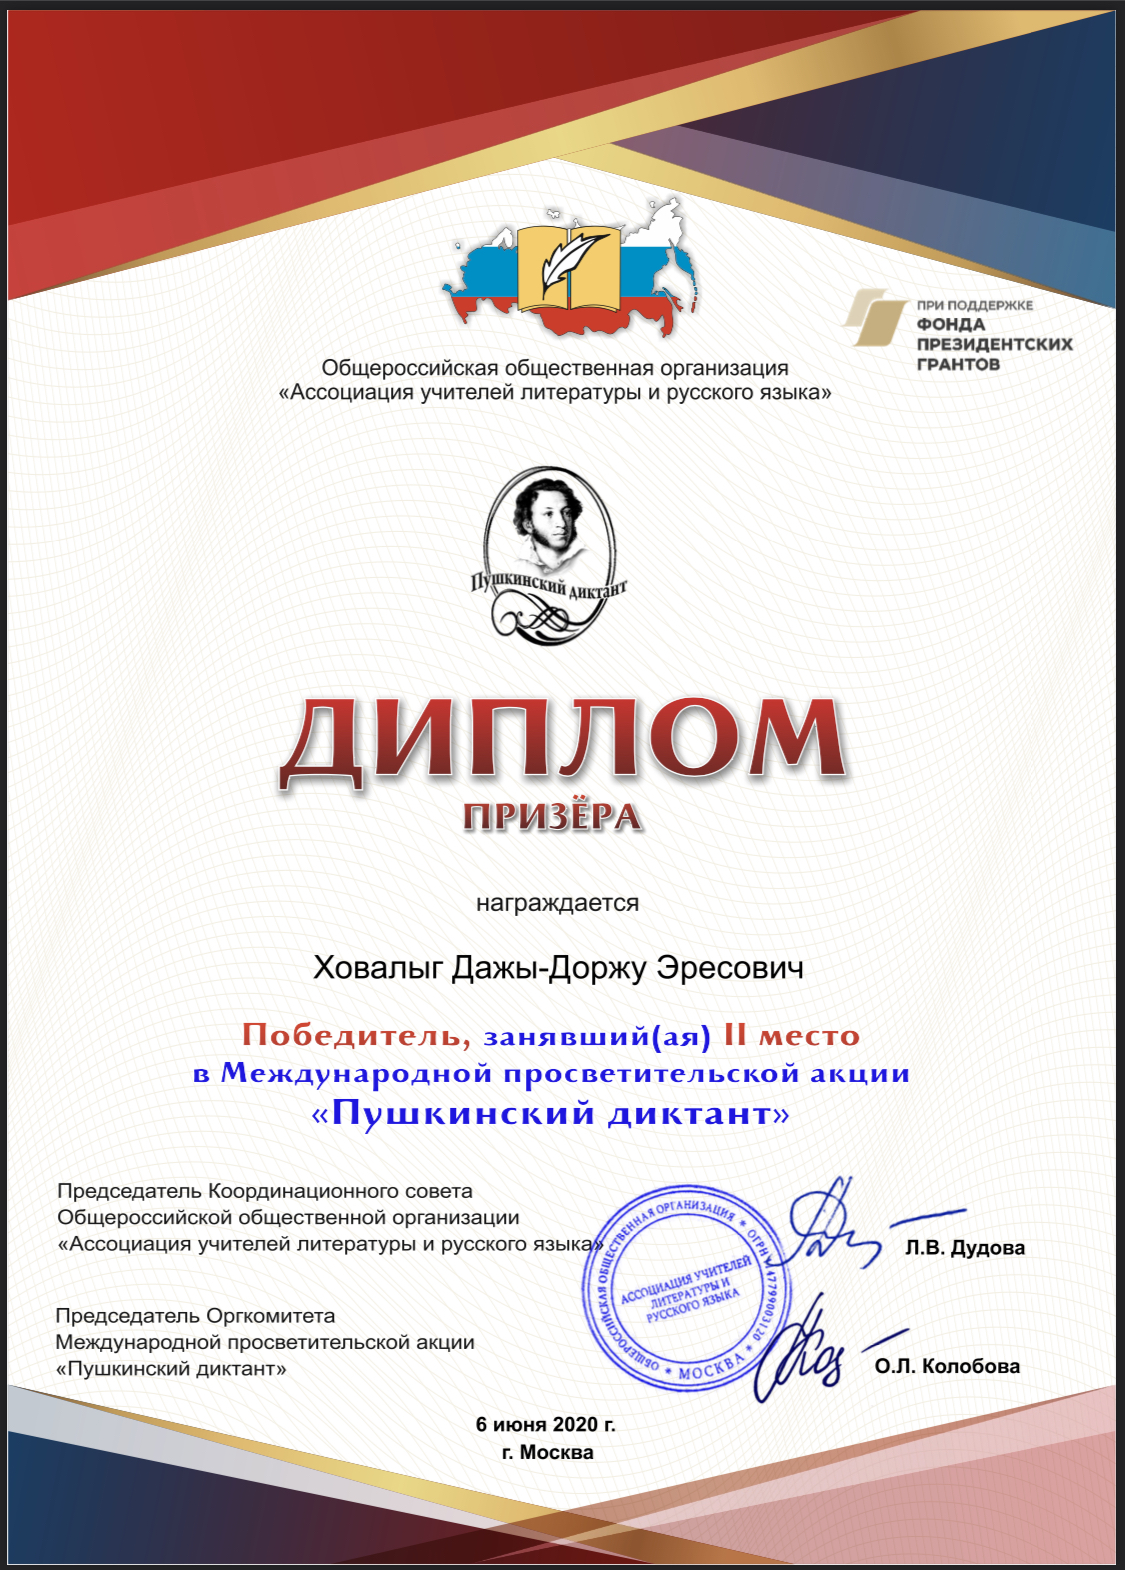 ПРИ ПОДДЕРЖКЕ
ФОНДА
ПРЕЗИДЕНТСКИХ
ГРАНТОВ
Общероссийская общественная организация
«Ассоциация учителей литературы и русского языка»
Пушкинский диктант
ДИПЛОМ
ПРИЗЁРА
награждается
Ховалыг Дажы-Доржу Эресович
Победитель, занявший(ая) II место
в Международной просветительской акции
«Пушкинский диктант»
Председатель Координационного совета
Общероссийской общественной организации
«Ассоциация учителей литературы и русского языка»
Л.В. Дудова
ОБЩЕРОССИЙСКАЯ ОБЩЕСТВЕННАЯ ОРГАНИЗАЦИЯ * ОГРН 1147799003120 * МОСКВА *
АССОЦИАЦИЯ УЧИТЕЛЕЙ
ЛИТЕРАТУРЫ И
РУССКОГО ЯЗЫКА
Председатель Оргкомитета
Международной просветительской акции
«Пушкинский диктант»
О.Л. Колобова
6 июня 2020 г.
г. Москва